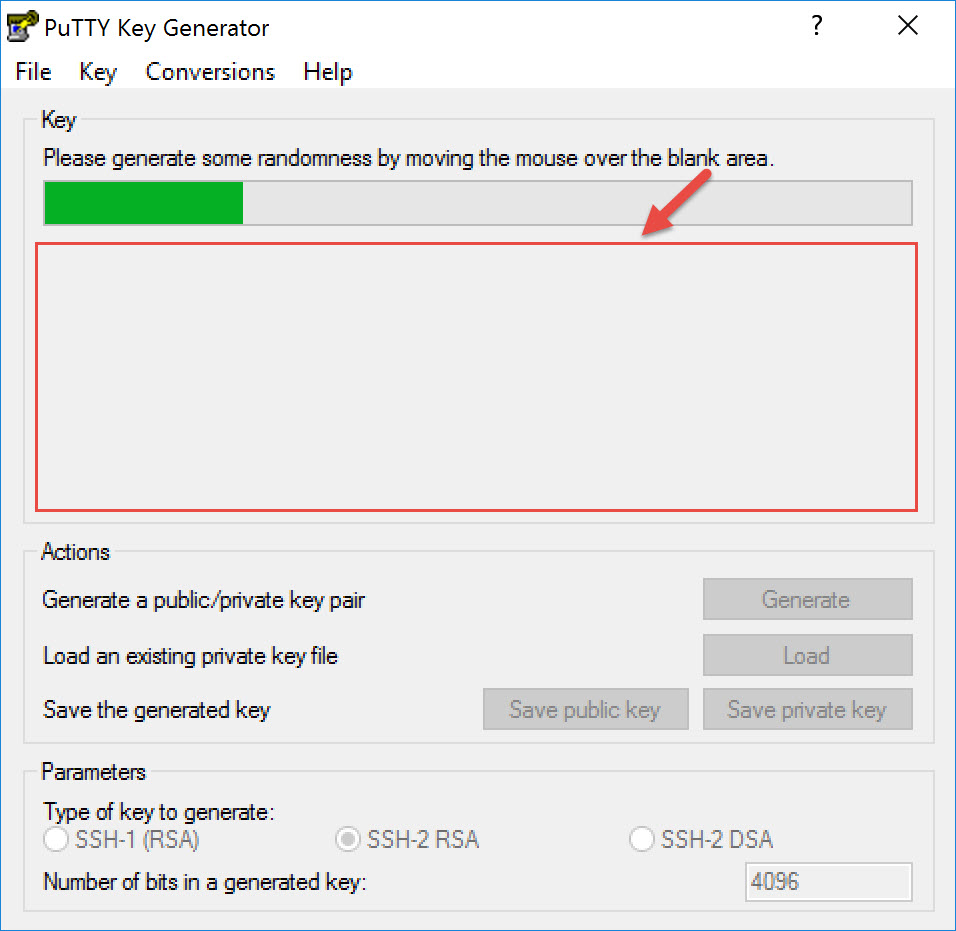 PuTTY Key Generator ?
File Key Conversions Help
Key
Please generate some randomness by moving the mouse over the blank area.
Actions
Generate a public/private key pair Generate
Load an existing private key file Load
Save the generated key Save public key Save private key
Parameters
Type of key to generate:
SSH-1 (RSA) SSH-2 RSA SSH-2 DSA
Number of bits in a generated key: 4096